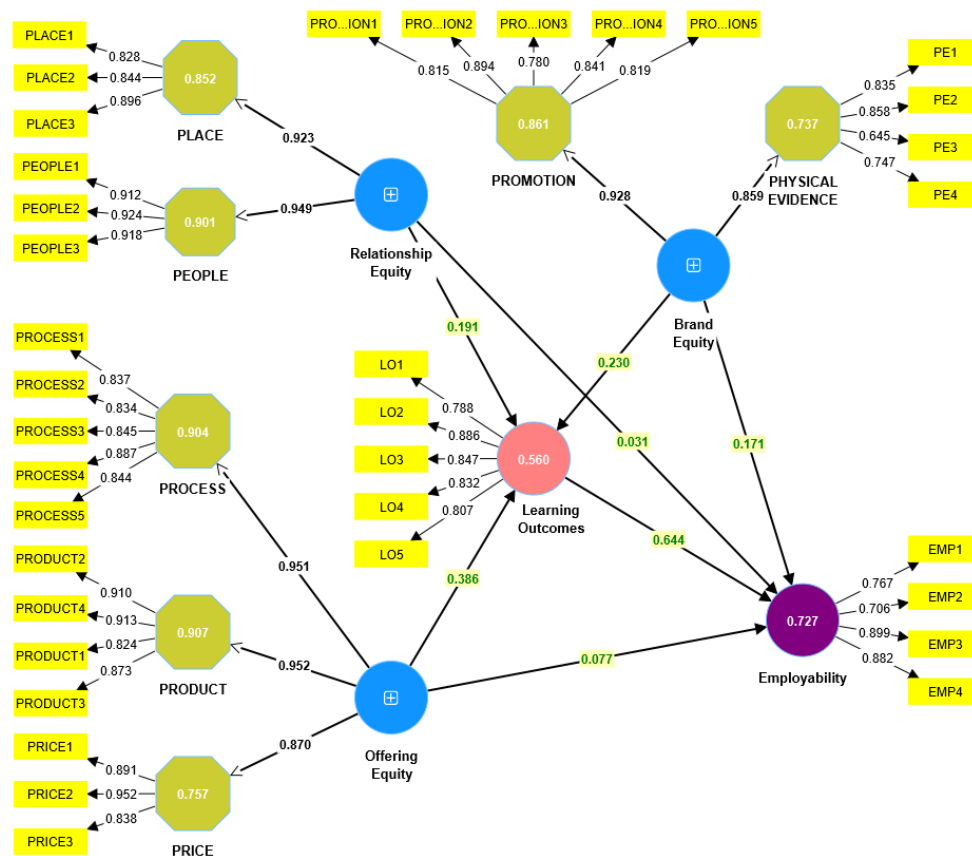 PRO...ION1
PRO...ION2
PRO...ION3
PRO...ION4
PRO...ION5
0.815
0.894
0.780
0.841
0.819
0.861
PROMOTION
PLACE1
PLACE2
PLACE3
0.828
0.844
0.896
0.852
PLACE
PE1
PE2
PE3
PE4
0.835
0.858
0.645
0.747
0.737
PHYSICAL
EVIDENCE
PEOPLE1
PEOPLE2
PEOPLE3
0.912
0.924
0.918
0.901
PEOPLE
0.923
0.949
Relationship
Equity
0.928
0.859
Brand
Equity
0.191
0.230
0.031
0.171
PROCESS1
PROCESS2
PROCESS3
PROCESS4
PROCESS5
0.837
0.834
0.845
0.887
0.844
0.904
PROCESS
LO1
LO2
LO3
LO4
LO5
0.788
0.886
0.847
0.832
0.807
0.560
Learning
Outcomes
0.644
0.951
0.386
PRODUCT2
PRODUCT4
PRODUCT1
PRODUCT3
0.910
0.913
0.824
0.873
0.907
PRODUCT
0.952
0.077
EMP1
EMP2
EMP3
EMP4
0.767
0.706
0.899
0.882
0.727
Employability
0.870
Offering
Equity
PRICE1
PRICE2
PRICE3
0.891
0.952
0.838
0.757
PRICE